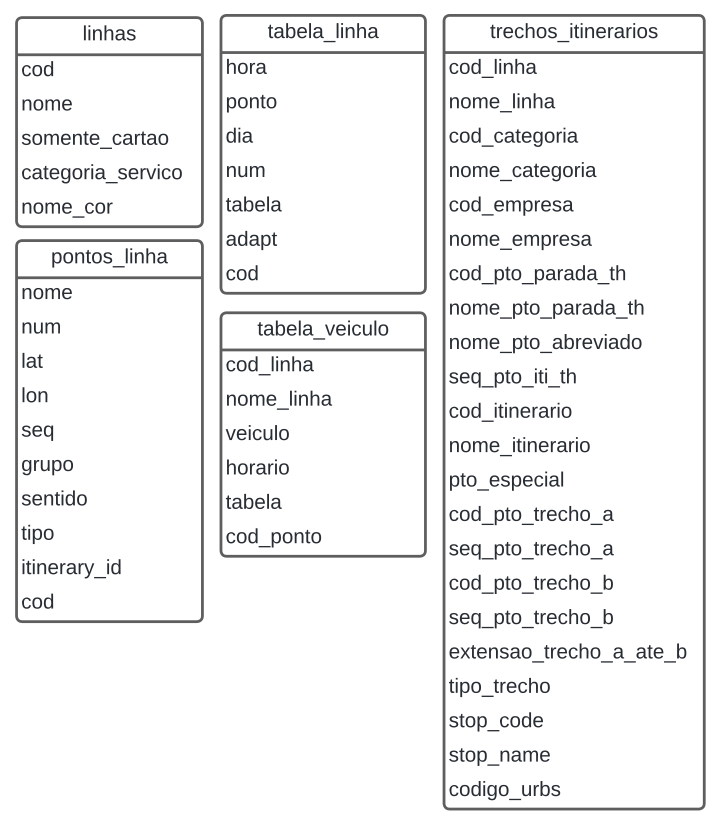 linhas
cod
nome
somente_cartao
categoria_servico
nome_cor
pontos_linha
nome
num
lat
lon
seq
grupo
sentido
tipo
itinerary_id
cod
tabela_linha
hora
ponto
dia
num
tabela
adapt
cod
tabela_veiculo
cod_linha
nome_linha
veiculo
horario
tabela
cod_ponto
trechos_itinerarios
cod_linha
nome_linha
cod_categoria
nome_categoria
cod_empresa
nome_empresa
cod_pto_parada_th
nome_pto_parada_th
nome_pto_abreviado
seq_pto_iti_th
cod_itinerario
nome_itinerario
pto_especial
cod_pto_trecho_a
seq_pto_trecho_a
cod_pto_trecho_b
seq_pto_trecho_b
extensao_trecho_a_ate_b
tipo_trecho
stop_code
stop_name
codigo_urbs